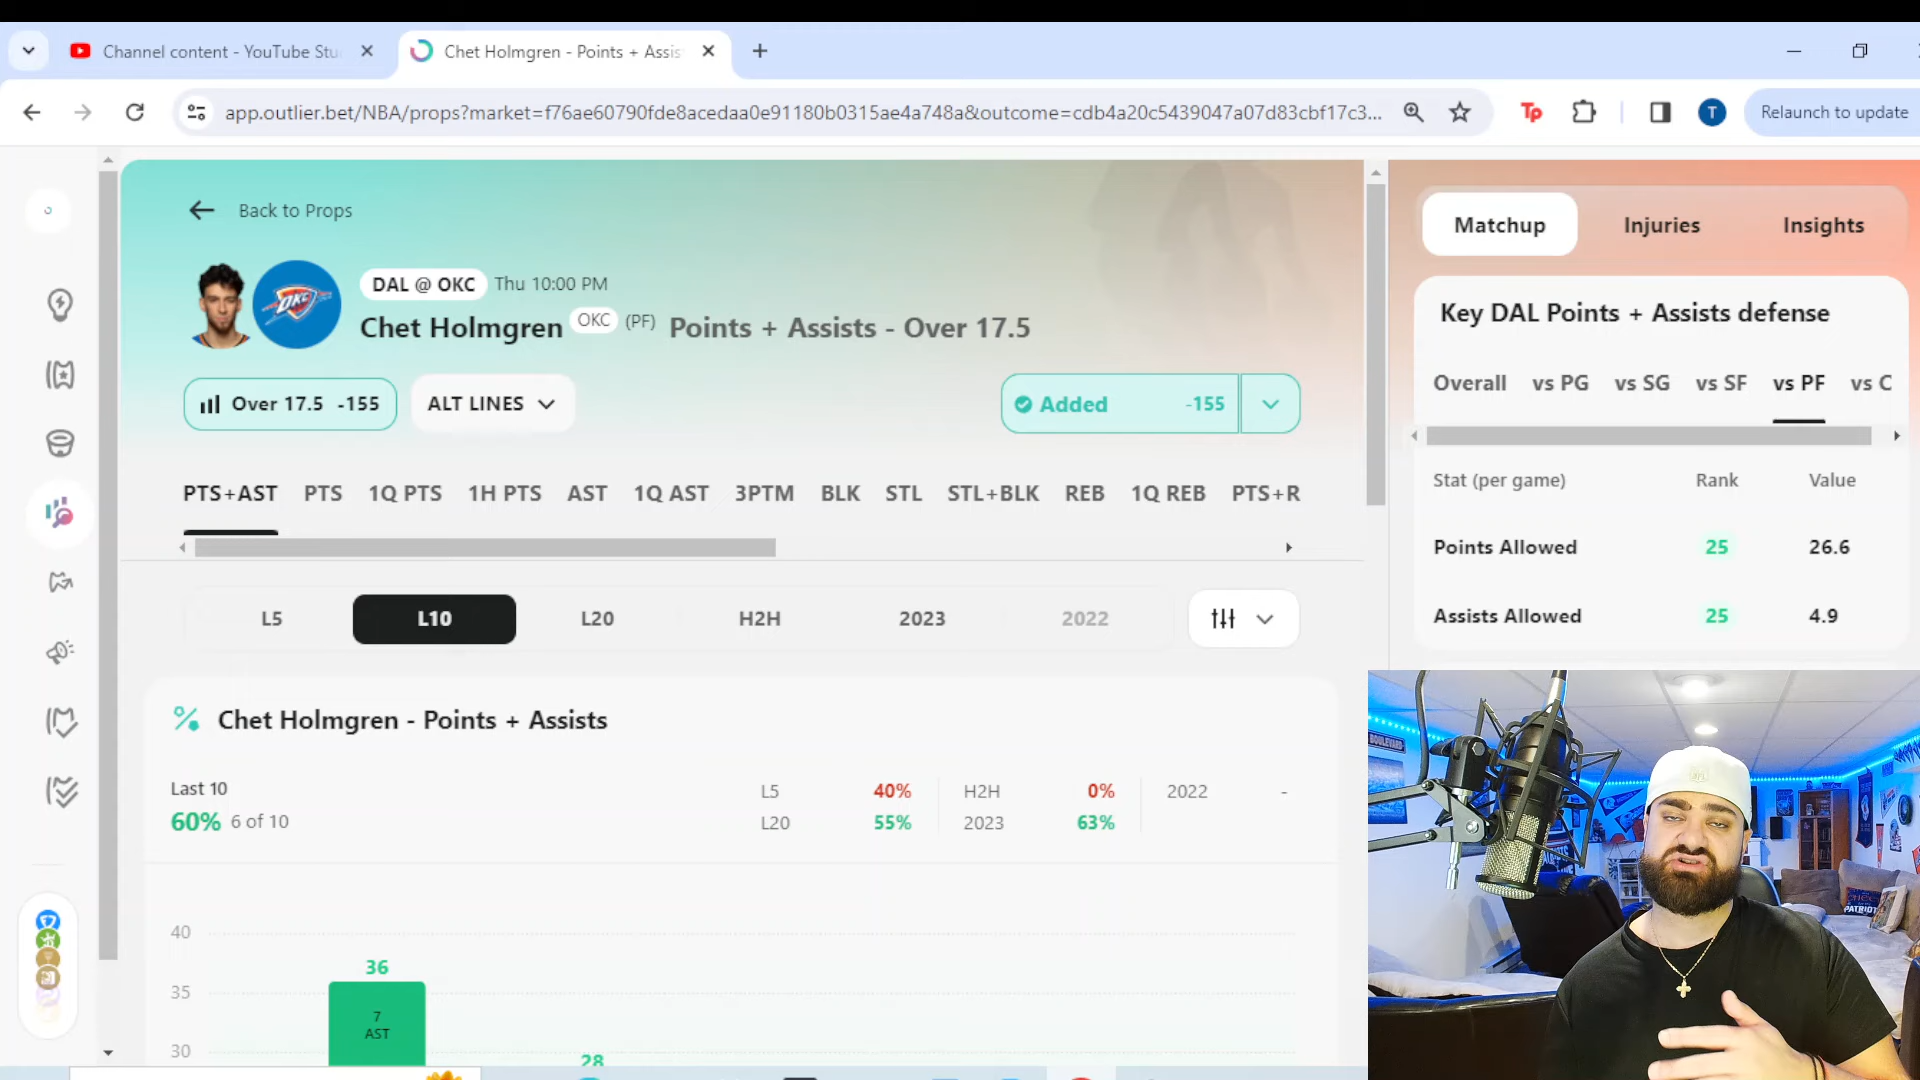 Channel content - YouTube Stu
Chet Holmgren - Points + Assis
app.outlier.bet/NBA/props?market=f76ae60790fde8acedaa0e91180b0315ae4a748a&outcome=cdb4a20c5439047a07d83cbf17c3...
Tp
T
Relaunch to update
Back to Props
DAL @ OKC Thu 10:00 PM
Chet Holmgren OKC (PF) Points + Assists - Over 17.5
OKC
Over 17.5 -155
ALT LINES
Added -155
PTS+AST PTS 1Q PTS 1H PTS AST 1Q AST 3PTM BLK STL STL+BLK REB 1Q REB PTS+R
L5 L10 L20 H2H 2023 2022
Chet Holmgren - Points + Assists
Last 10
60% 6 of 10
L5 40% H2H 0% 2022 -
L20 55% 2023 63%
40
36
35
7
AST
30
28
Matchup Injuries Insights
Key DAL Points + Assists defense
Overall vs PG vs SG vs SF vs PF vs C
Stat (per game) Rank Value
Points Allowed 25 26.6
Assists Allowed 25 4.9
BOULEVARD
PATRIOT